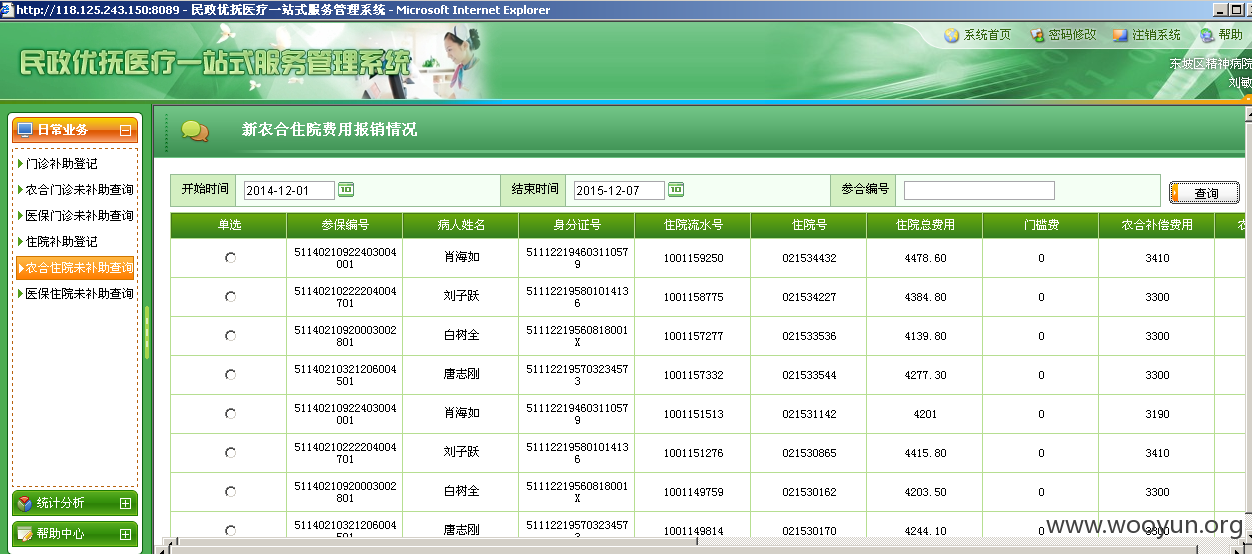 http://118.125.243.150:8089 - 民政优抚医疗一站式服务管理系统 - Microsoft Internet Explorer
民政优抚医疗一站式服务管理系统
系统首页 密码修改 注销系统 帮助
东坡区精神病院
刘敏
日常业务
门诊补助登记
农合门诊未补助查询
医保门诊未补助查询
住院补助登记
农合住院未补助查询
医保住院未补助查询
统计分析
帮助中心
新农合住院费用报销情况
开始时间 2014-12-01 结束时间 2015-12-07 参合编号 查询
单选 参保编号 病人姓名 身分证号 住院流水号 住院号 住院总费用 门槛费 农合补偿费用 农
51140210922403004001 肖海如 511122194603110579 1001159250 021534432 4478.60 0 3410
51140210222204004701 刘子跃 511122195801014136 1001158775 021534227 4384.80 0 3300
51140210920003002801 白树全 51112219560818001X 1001157277 021533536 4139.80 0 3300
51140210321206004501 唐志刚 511122195703234573 1001157332 021533544 4277.30 0 3300
51140210922403004001 肖海如 511122194603110579 1001151513 021531142 4201 0 3190
51140210222204004701 刘子跃 511122195801014136 1001151276 021530865 4415.80 0 3410
51140210920003002801 白树全 51112219560818001X 1001149759 021530162 4203.50 0 3300
51140210321206004501 唐志刚 511122195703234573 1001149814 021530170 4244.10 0 3300
www.wooyun.org